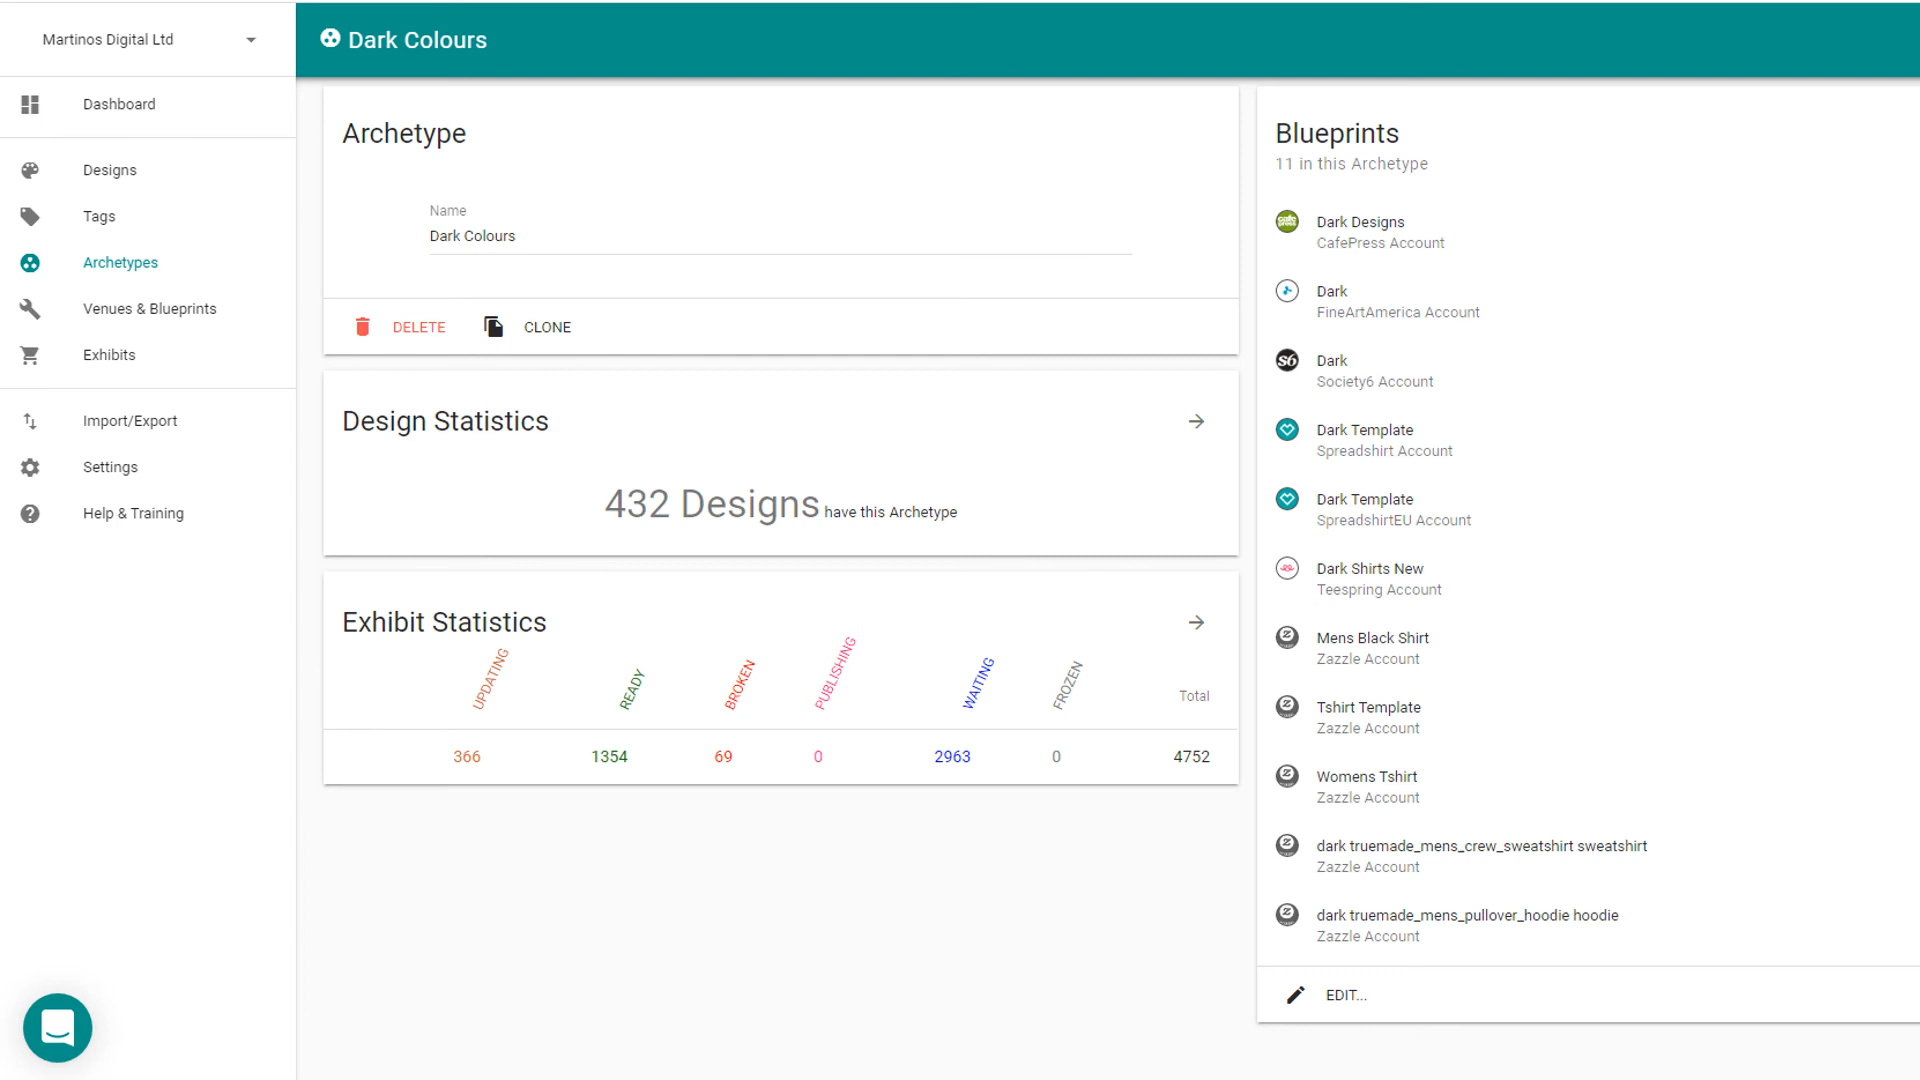 Martinos Digital Ltd
Dashboard
Designs
Tags
Archetypes
Venues & Blueprints
Exhibits
Import/Export
Settings
Help & Training
Dark Colours
Archetype
Name
Dark Colours
DELETE
CLONE
Design Statistics
432 Designs have this Archetype
Exhibit Statistics
UPDATING READY BROKEN PUBLISHING WAITING FROZEN Total
366 1354 69 0 2963 0 4752
Blueprints
11 in this Archetype
cafe
press
Dark Designs
CafePress Account
Dark
FineArtAmerica Account
s6
Dark
Society6 Account
Dark Template
Spreadshirt Account
Dark Template
SpreadshirtEU Account
Dark Shirts New
Teespring Account
Z
Mens Black Shirt
Zazzle Account
Z
Tshirt Template
Zazzle Account
Z
Womens Tshirt
Zazzle Account
Z
dark truemade_mens_crew_sweatshirt sweatshirt
Zazzle Account
Z
dark truemade_mens_pullover_hoodie hoodie
Zazzle Account
EDIT...